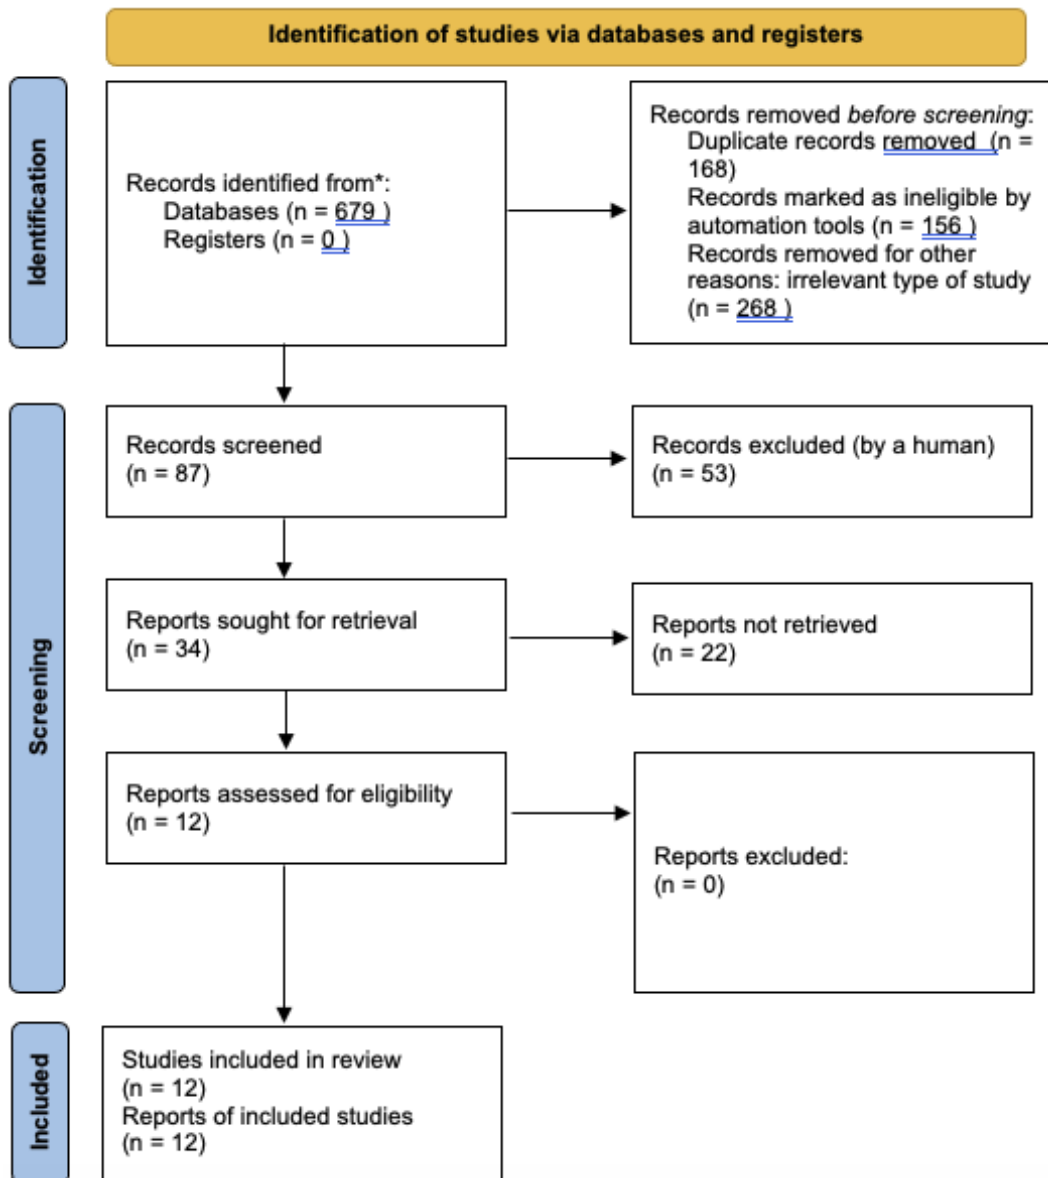 Identification of studies via databases and registers
Identification
Records identified from*:
Databases (n = 679 )
Registers (n = 0 )
Records removed before screening:
Duplicate records removed  (n =
168)
Records marked as ineligible by
automation tools (n = 156 )
Records removed for other
reasons: irrelevant type of study
(n = 268 )
Screening
Records screened
(n = 87)
Records excluded (by a human)
(n = 53)
Reports sought for retrieval
(n = 34)
Reports not retrieved
(n = 22)
Reports assessed for eligibility
(n = 12)
Reports excluded:
(n = 0)
Included
Studies included in review
(n = 12)
Reports of included studies
(n = 12)